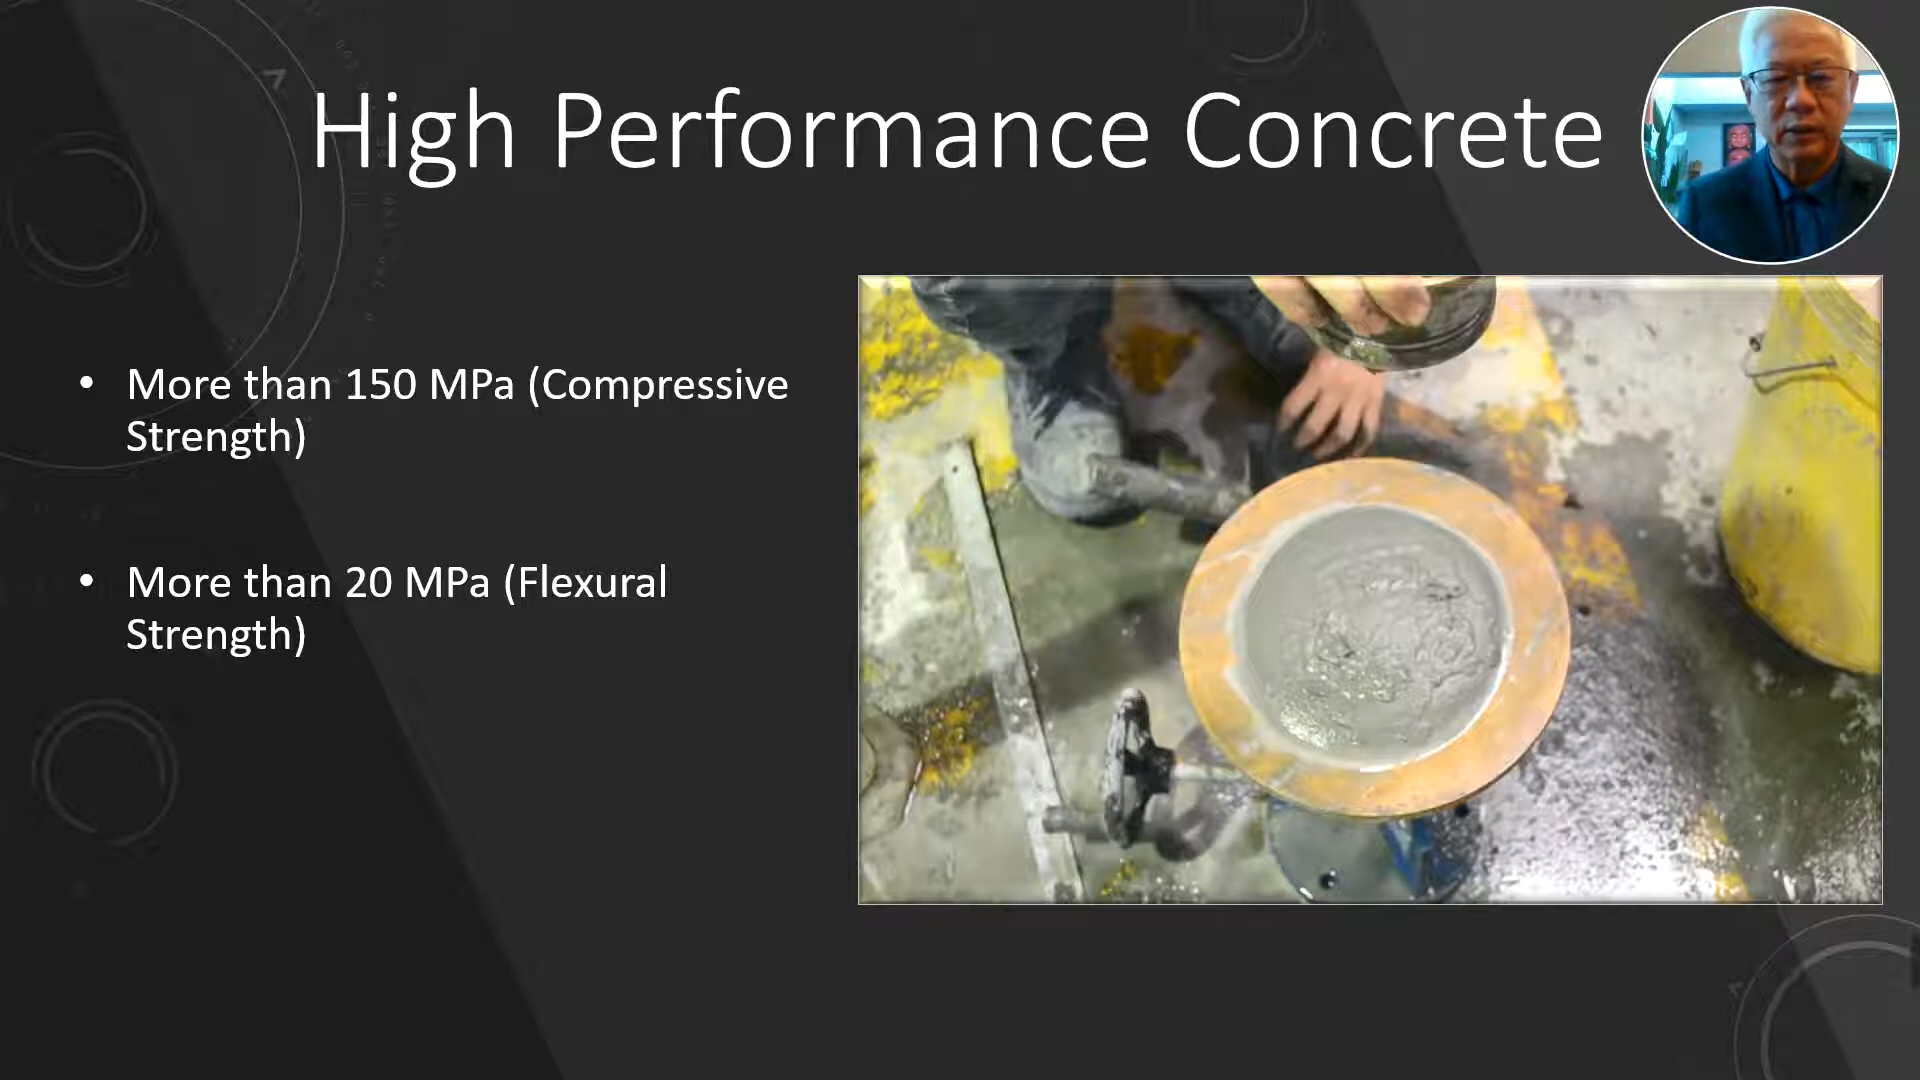 High Performance Concrete
• More than 150 MPa (Compressive
Strength)
• More than 20 MPa (Flexural
Strength)